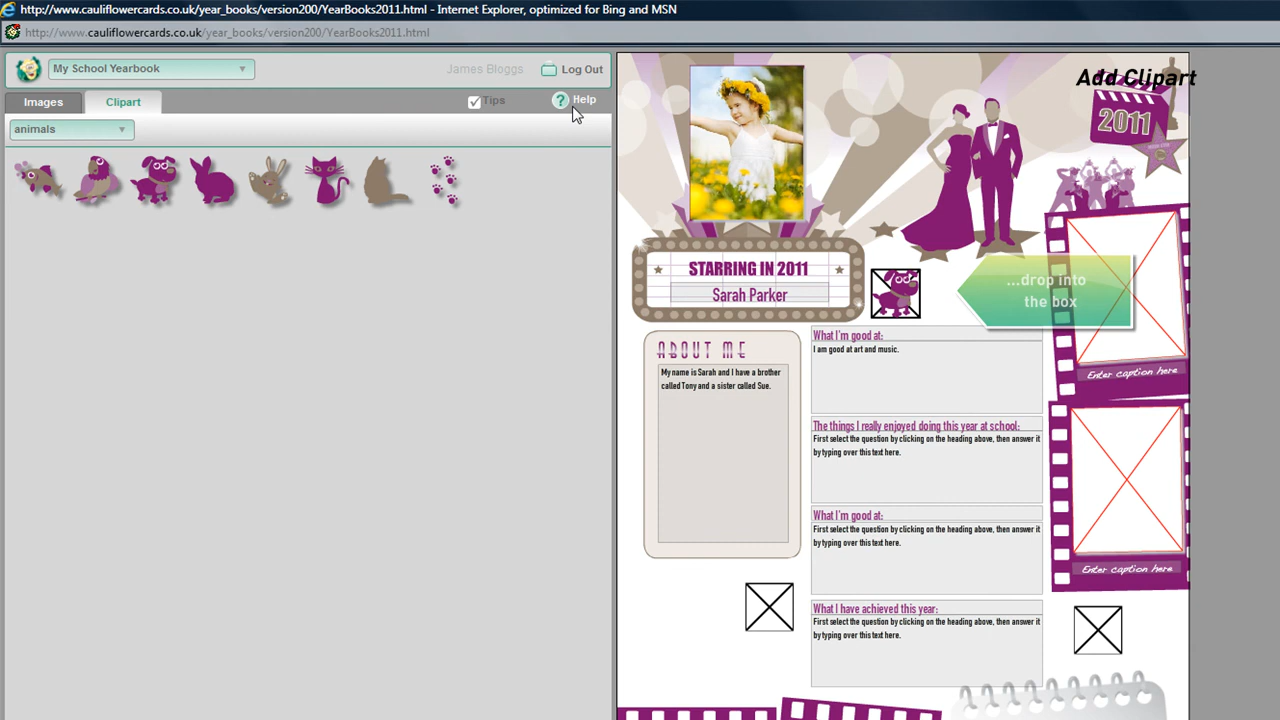 http://www.cauliflowercards.co.uk/year_books/version200/YearBooks2011.html - Internet Explorer, optimized for Bing and MSN
http://www.cauliflowercards.co.uk/year_books/version200/YearBooks2011.html
My School Yearbook
James Bloggs
Log Out
Images
Clipart
Tips
? Help
animals
Add Clipart
2011
STARRING IN 2011
Sarah Parker
...drop into
the box
ABOUT ME
My name is Sarah and I have a brother
called Tony and a sister called Sue.
What I'm good at:
I am good at art and music.
The things I really enjoyed doing this year at school:
First select the question by clicking on the heading above, then answer it
by typing over this text here.
What I'm good at:
First select the question by clicking on the heading above, then answer it
by typing over this text here.
What I have achieved this year:
First select the question by clicking on the heading above, then answer it
by typing over this text here.
Enter caption here
Enter caption here